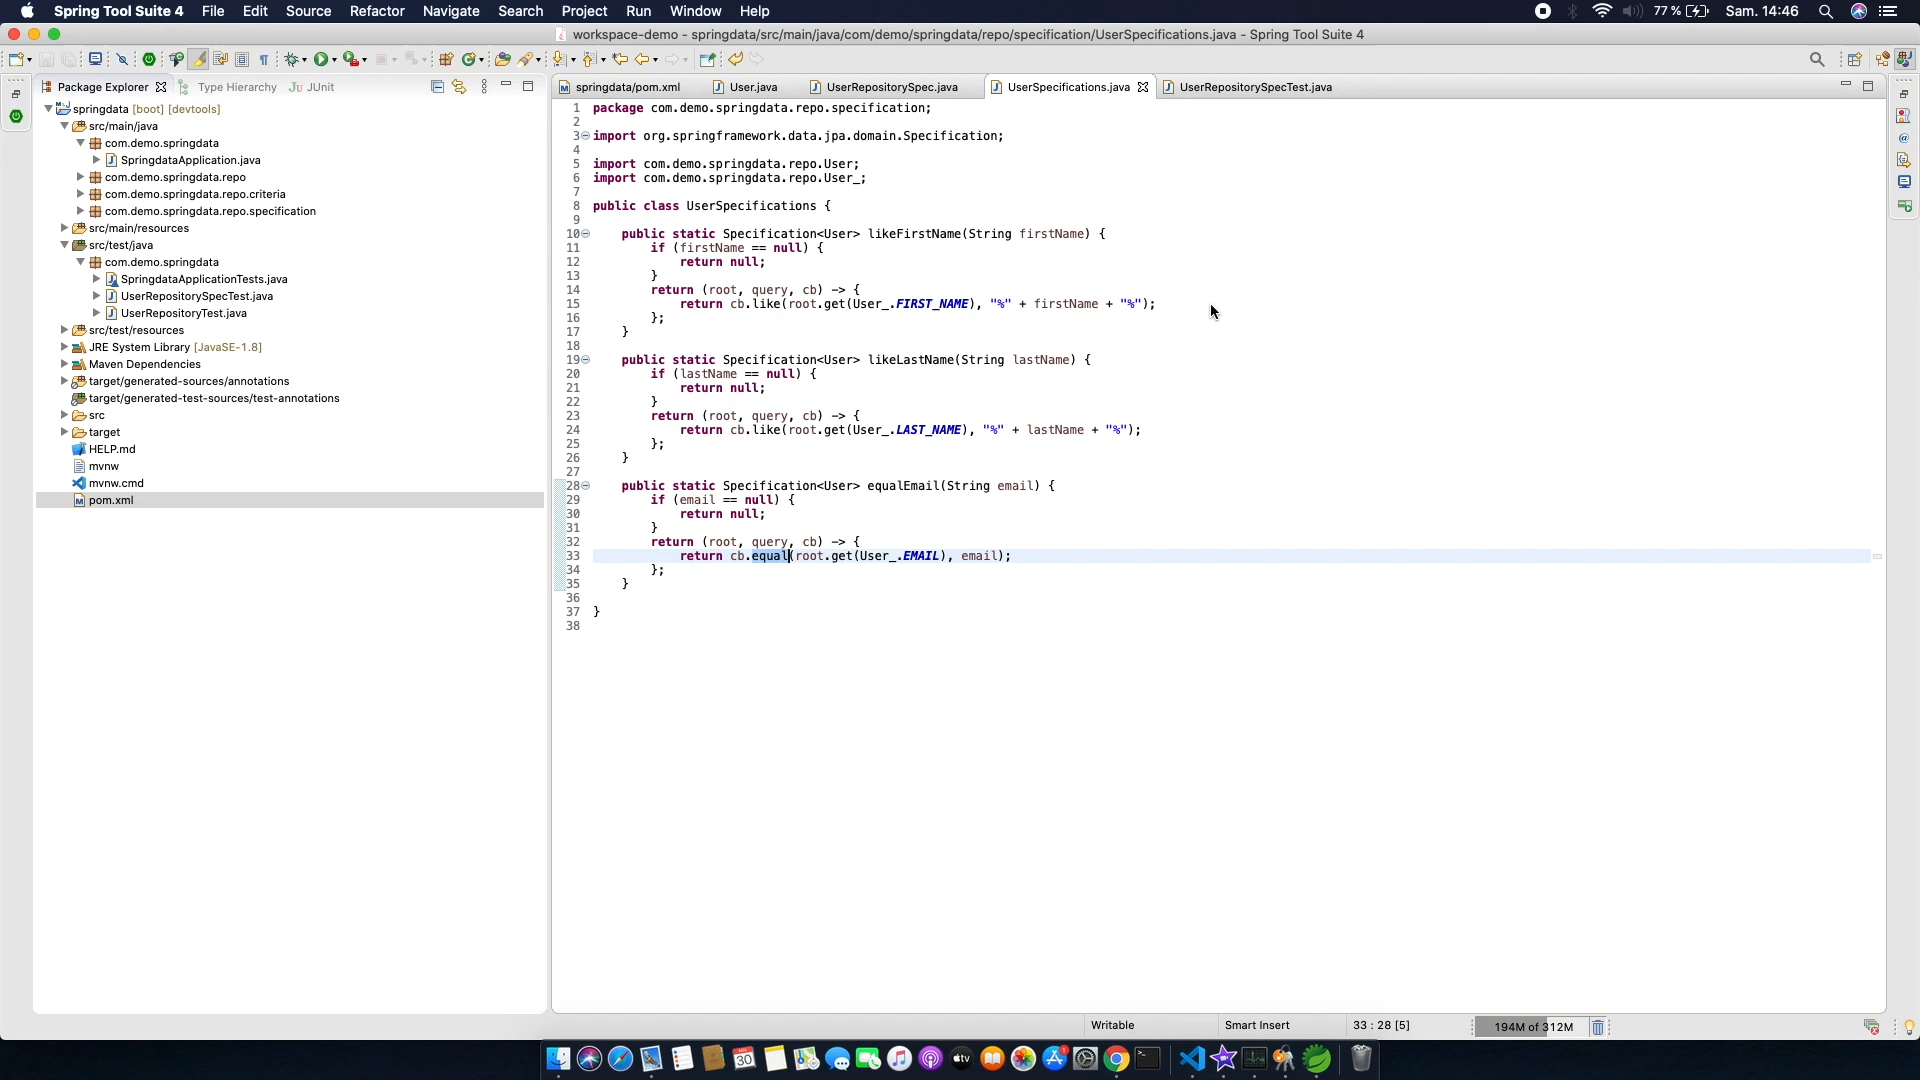 Spring Tool Suite 4 File Edit Source Refactor Navigate Search Project Run Window Help 77 % Sam. 14:46
workspace-demo - springdata/src/main/java/com/demo/springdata/repo/specification/UserSpecifications.java - Spring Tool Suite 4
Package Explorer Type Hierarchy JUnit
springdata [boot] [devtools]
src/main/java
com.demo.springdata
SpringdataApplication.java
com.demo.springdata.repo
com.demo.springdata.repo.criteria
com.demo.springdata.repo.specification
src/main/resources
src/test/java
com.demo.springdata
SpringdataApplicationTests.java
UserRepositorySpecTest.java
UserRepositoryTest.java
src/test/resources
JRE System Library [JavaSE-1.8]
Maven Dependencies
target/generated-sources/annotations
target/generated-test-sources/test-annotations
src
target
HELP.md
mvnw
mvnw.cmd
pom.xml
springdata/pom.xml User.java UserRepositorySpec.java UserSpecifications.java UserRepositorySpecTest.java
1 package com.demo.springdata.repo.specification;
2
3 import org.springframework.data.jpa.domain.Specification;
4
5 import com.demo.springdata.repo.User;
6 import com.demo.springdata.repo.User_;
7
8 public class UserSpecifications {
9
10 public static Specification<User> likeFirstName(String firstName) {
11 if (firstName == null) {
12 return null;
13 }
14 return (root, query, cb) -> {
15 return cb.like(root.get(User_.FIRST_NAME), "%" + firstName + "%");
16 };
17 }
18
19 public static Specification<User> likeLastName(String lastName) {
20 if (lastName == null) {
21 return null;
22 }
23 return (root, query, cb) -> {
24 return cb.like(root.get(User_.LAST_NAME), "%" + lastName + "%");
25 };
26 }
27
28 public static Specification<User> equalEmail(String email) {
29 if (email == null) {
30 return null;
31 }
32 return (root, query, cb) -> {
33 return cb.equal(root.get(User_.EMAIL), email);
34 };
35 }
36
37 }
38
Writable Smart Insert 33 : 28 [5] 194M of 312M
30
tv